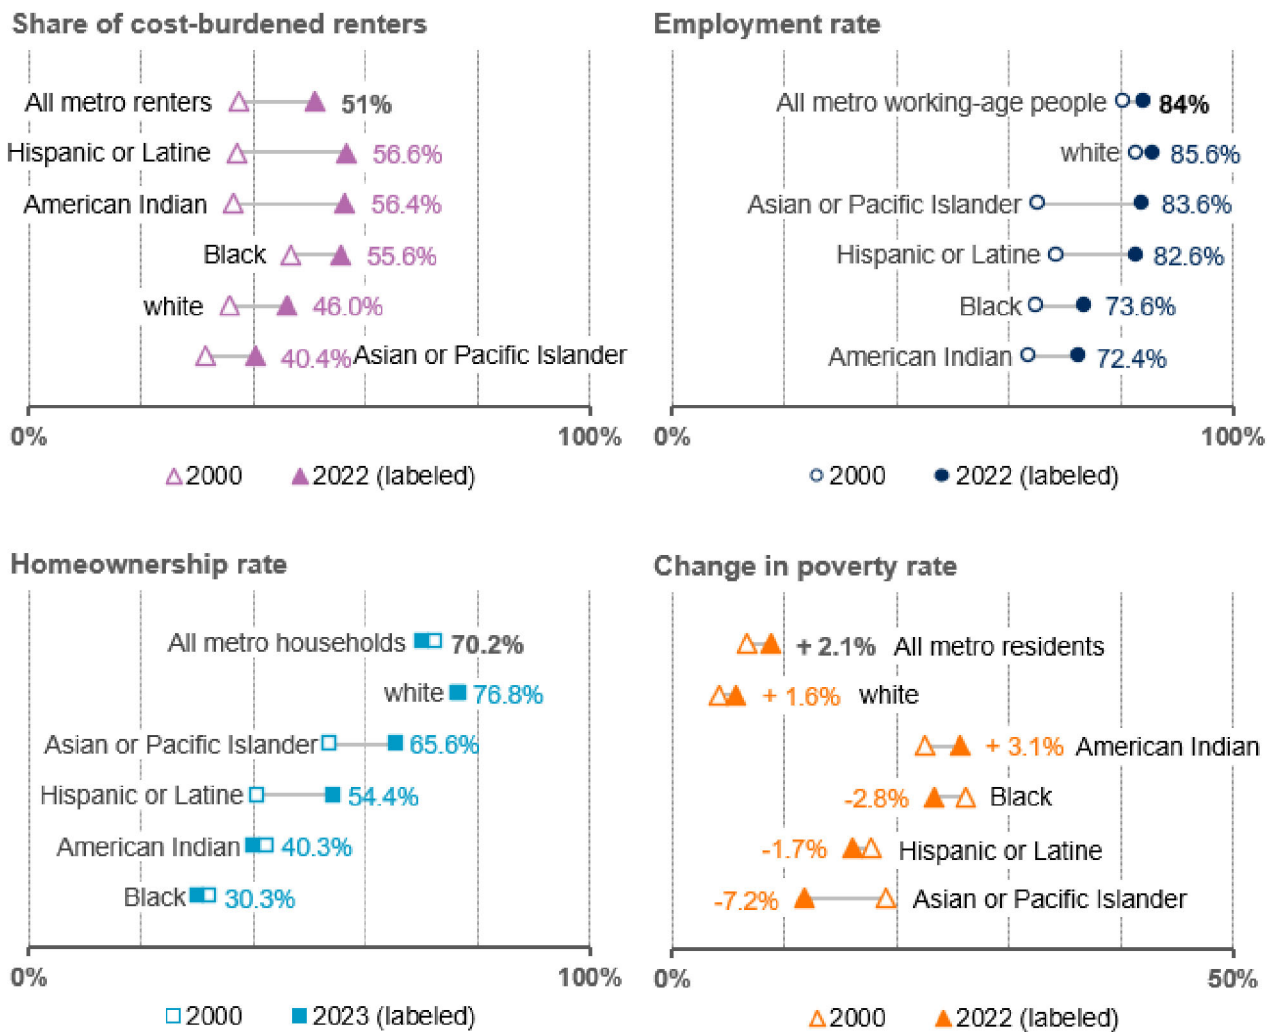 Share of cost-burdened renters
All metro renters 51%
Hispanic or Latine 56.6%
American Indian 56.4%
Black 55.6%
white 46.0%
40.4% Asian or Pacific Islander
0% 100%
2000 2022 (labeled)
Employment rate
All metro working-age people 84%
white 85.6%
Asian or Pacific Islander 83.6%
Hispanic or Latine 82.6%
Black 73.6%
American Indian 72.4%
0% 100%
2000 2022 (labeled)
Homeownership rate
All metro households 70.2%
white 76.8%
Asian or Pacific Islander 65.6%
Hispanic or Latine 54.4%
American Indian 40.3%
Black 30.3%
0% 100%
2000 2023 (labeled)
Change in poverty rate
+ 2.1% All metro residents
+ 1.6% white
+ 3.1% American Indian
-2.8% Black
-1.7% Hispanic or Latine
-7.2% Asian or Pacific Islander
0% 50%
2000 2022 (labeled)